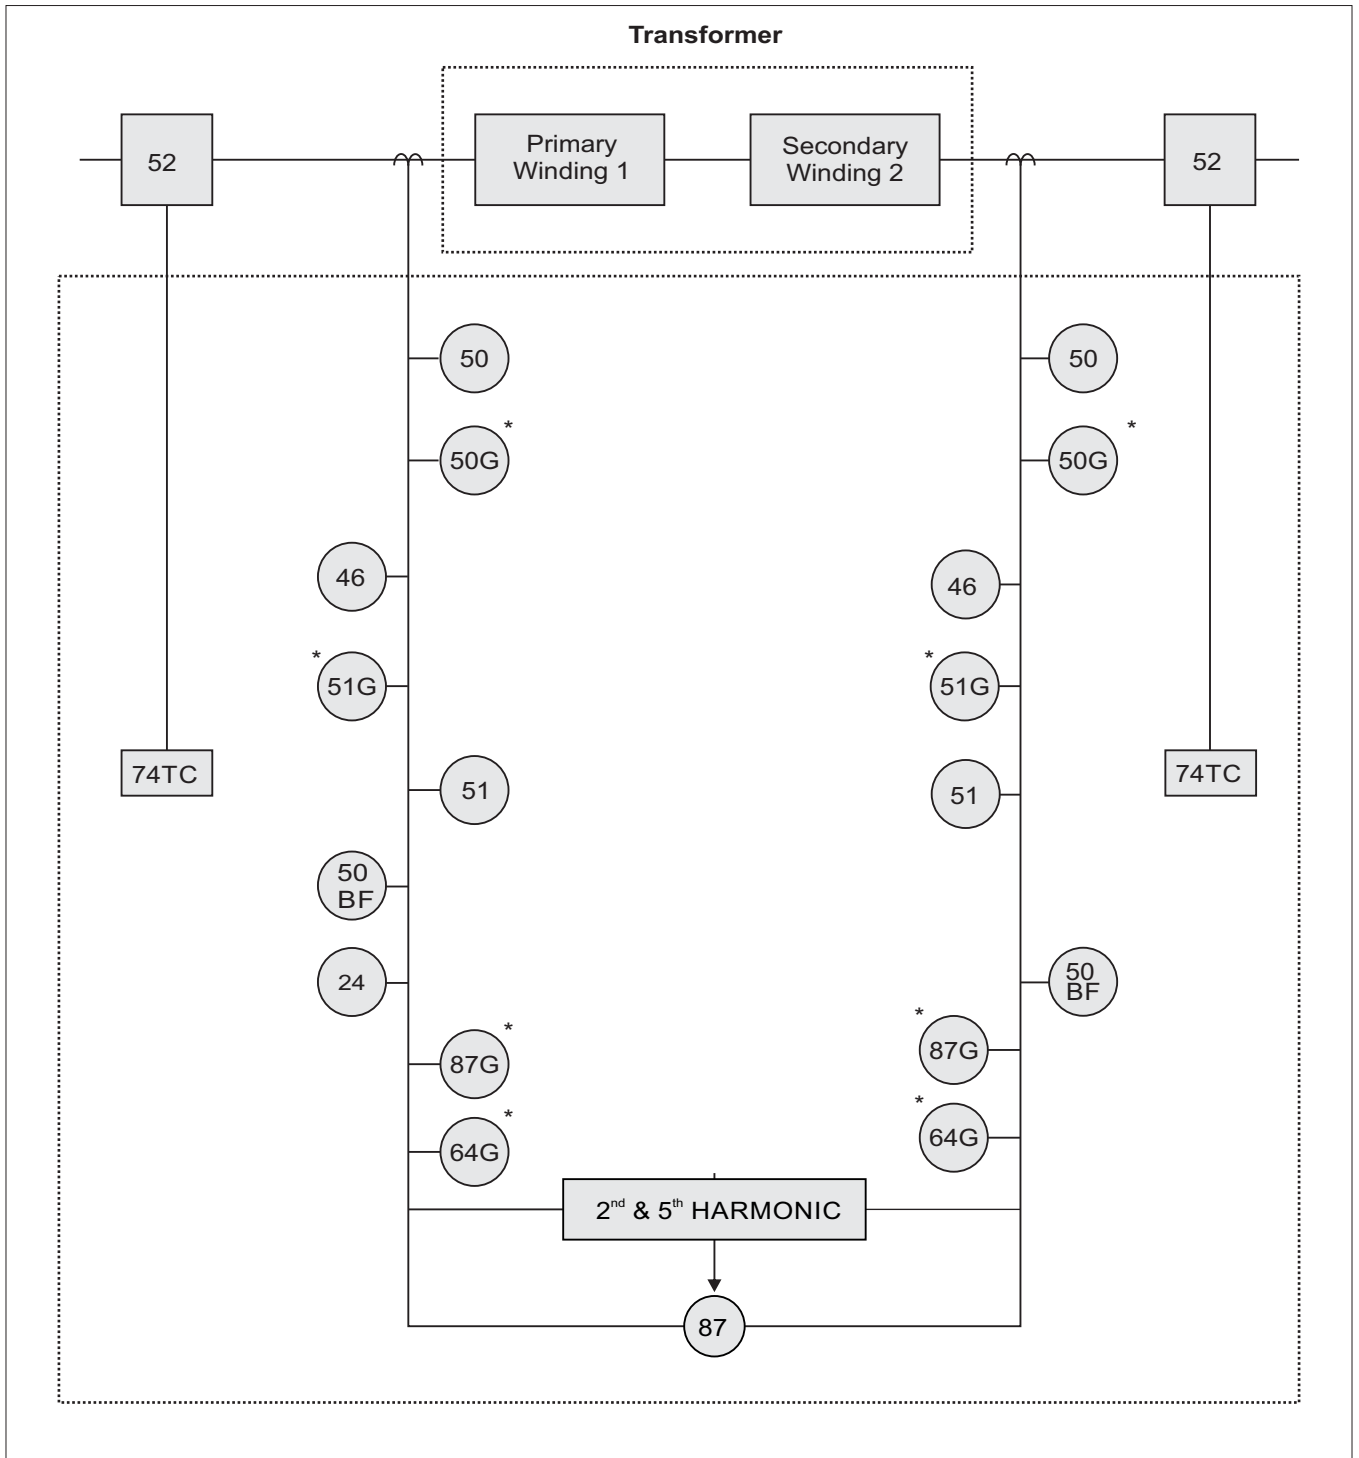 Transformer
52
Primary
Winding 1
Secondary
Winding 2
52
50
50
*
50G
*
50G
46
46
*
51G
*
51G
74TC
51
51
74TC
50
BF
24
50
BF
*
87G
*
87G
*
64G
*
64G
2nd & 5th HARMONIC
87